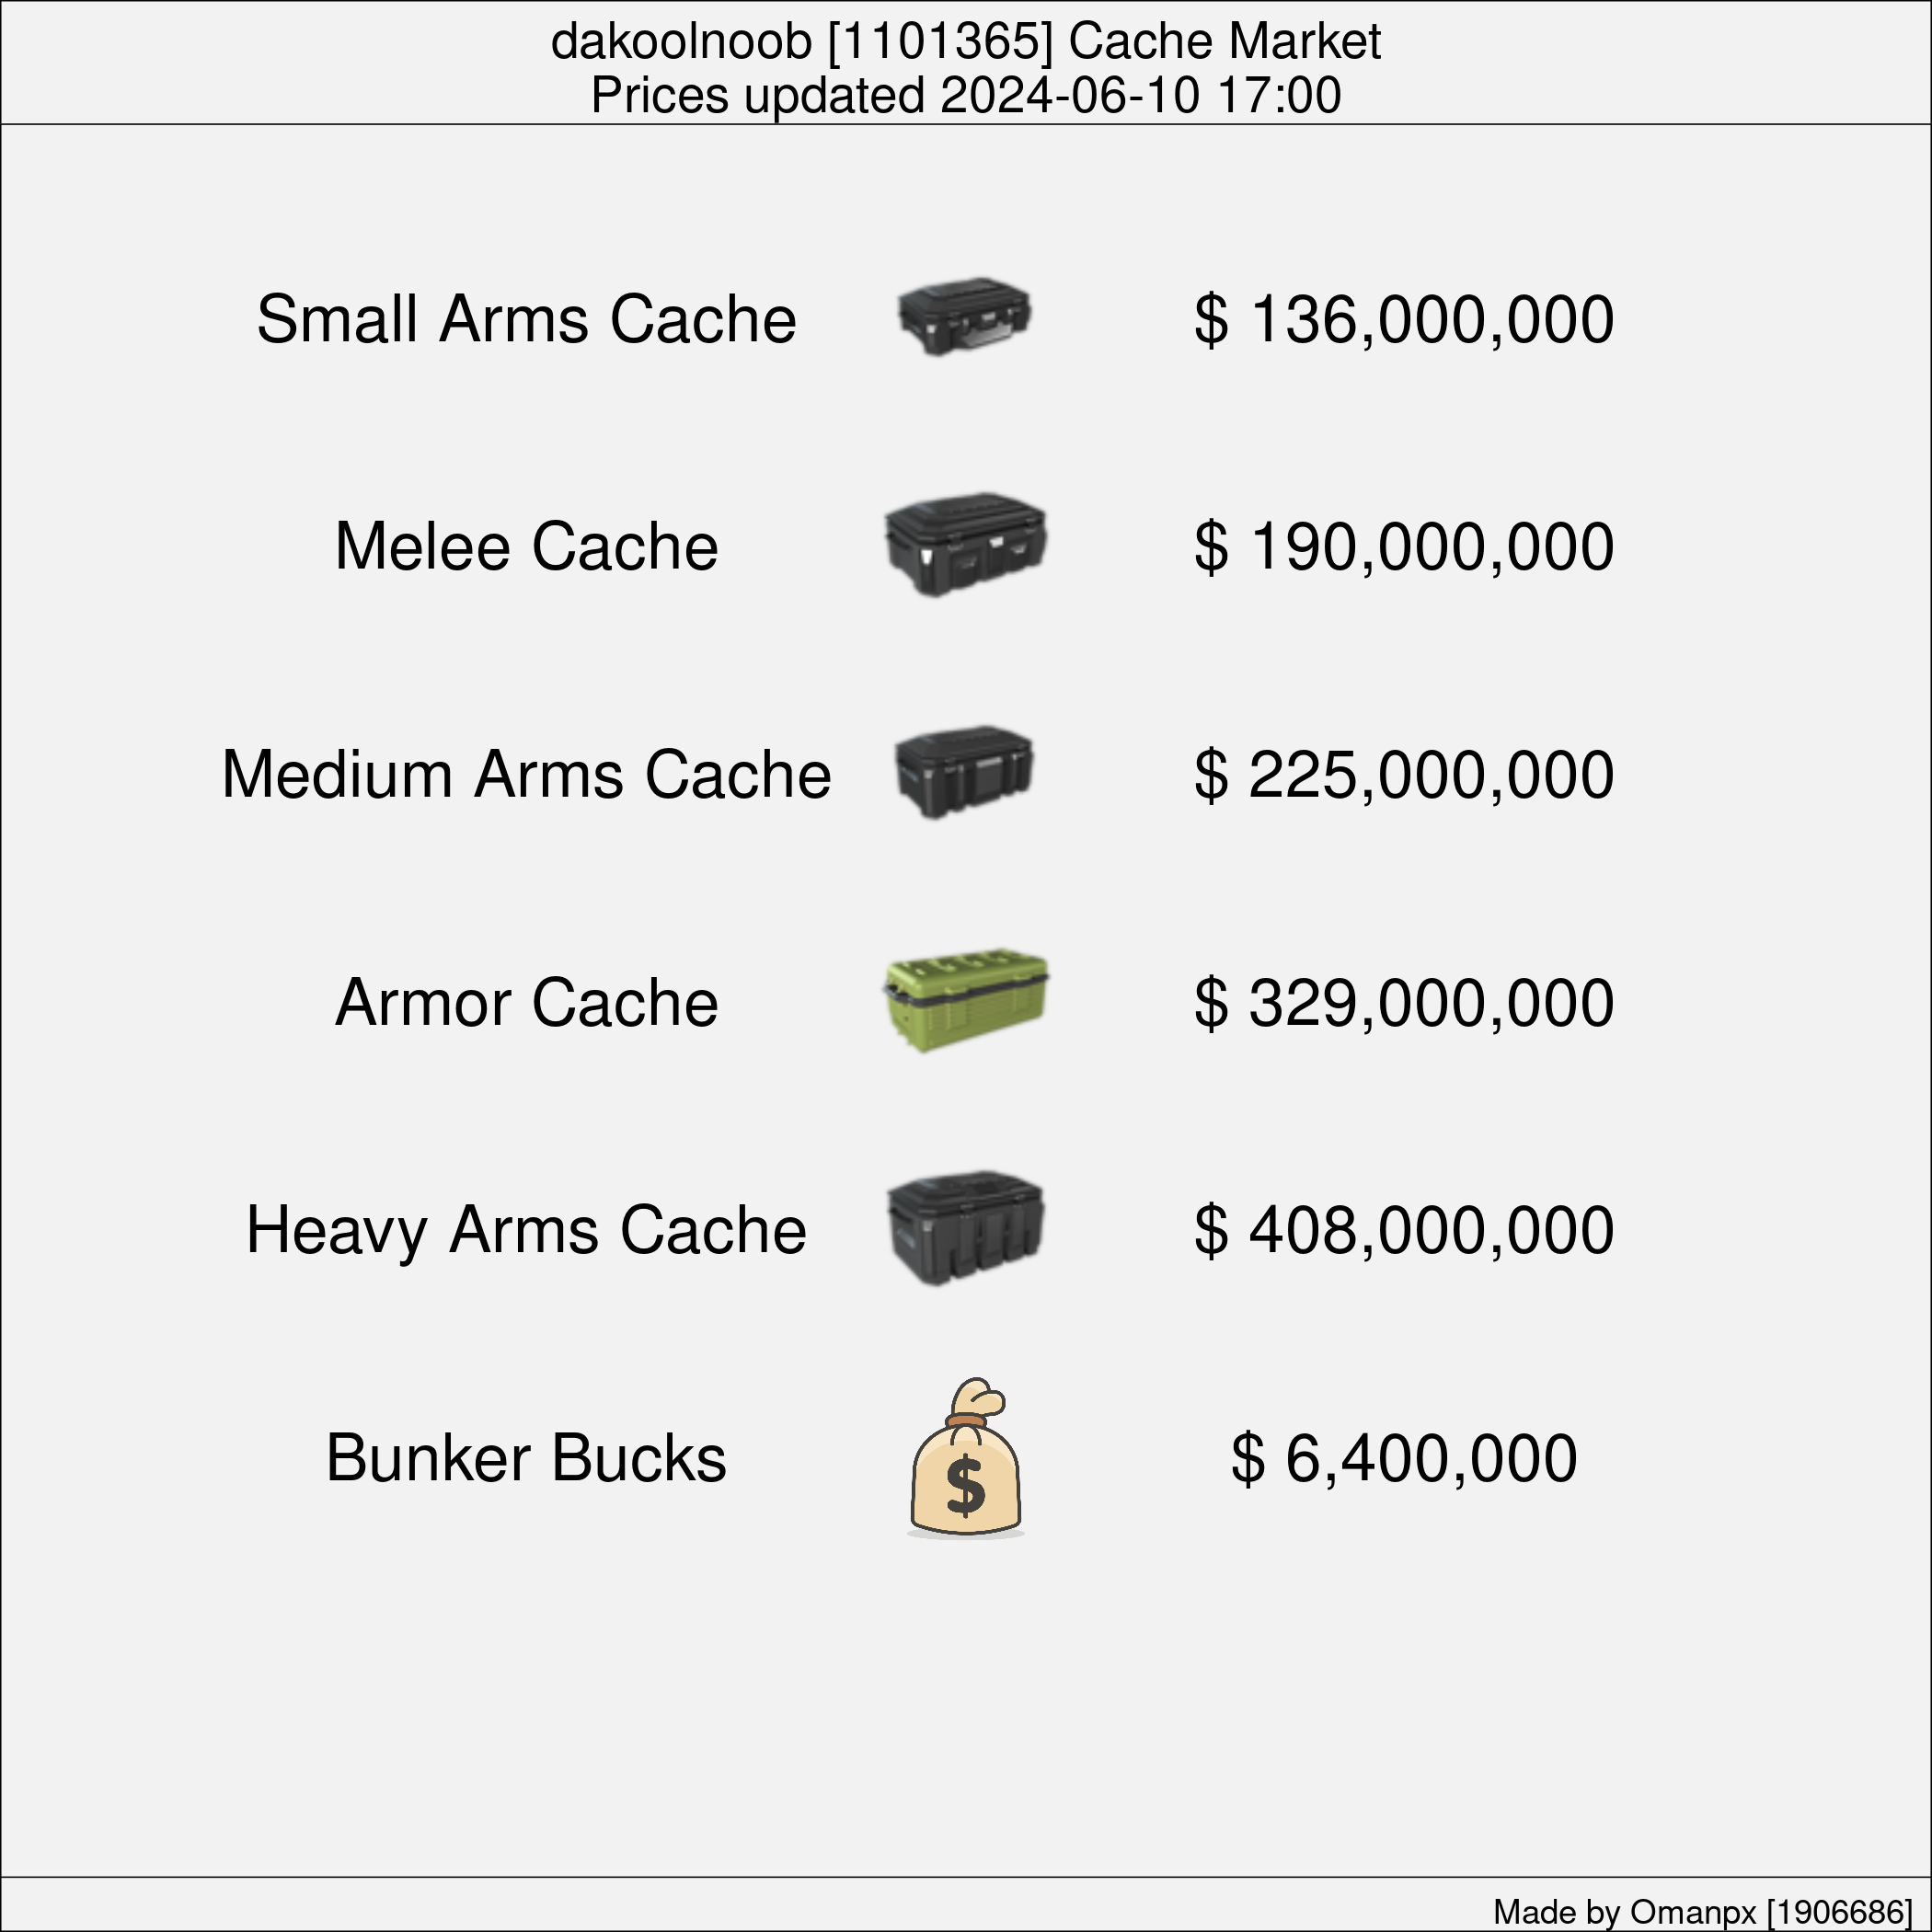 dakoolnoob [1101365] Cache Market
Prices updated 2024-06-10 17:00
Small Arms Cache $ 136,000,000
Melee Cache $ 190,000,000
Medium Arms Cache $ 225,000,000
Armor Cache $ 329,000,000
Heavy Arms Cache $ 408,000,000
Bunker Bucks $ $ 6,400,000
Made by Omanpx [1906686]